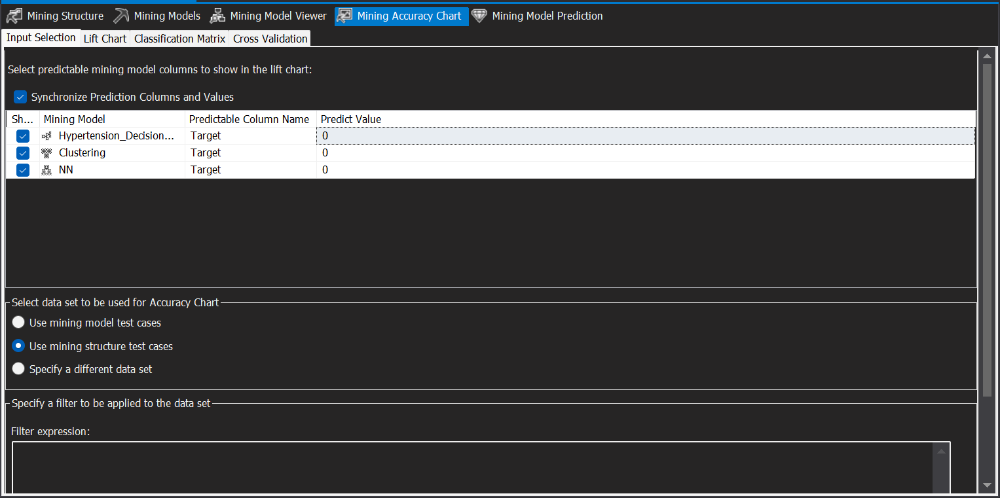 Mining Structure Mining Models Mining Model Viewer Mining Accuracy Chart Mining Model Prediction
Input Selection Lift Chart Classification Matrix Cross Validation
Select predictable mining model columns to show in the lift chart:
Synchronize Prediction Columns and Values
Sh... Mining Model Predictable Column Name Predict Value
Hypertension_Decision... Target 0
Clustering Target 0
NN Target 0
Select data set to be used for Accuracy Chart
Use mining model test cases
Use mining structure test cases
Specify a different data set
Specify a filter to be applied to the data set
Filter expression: